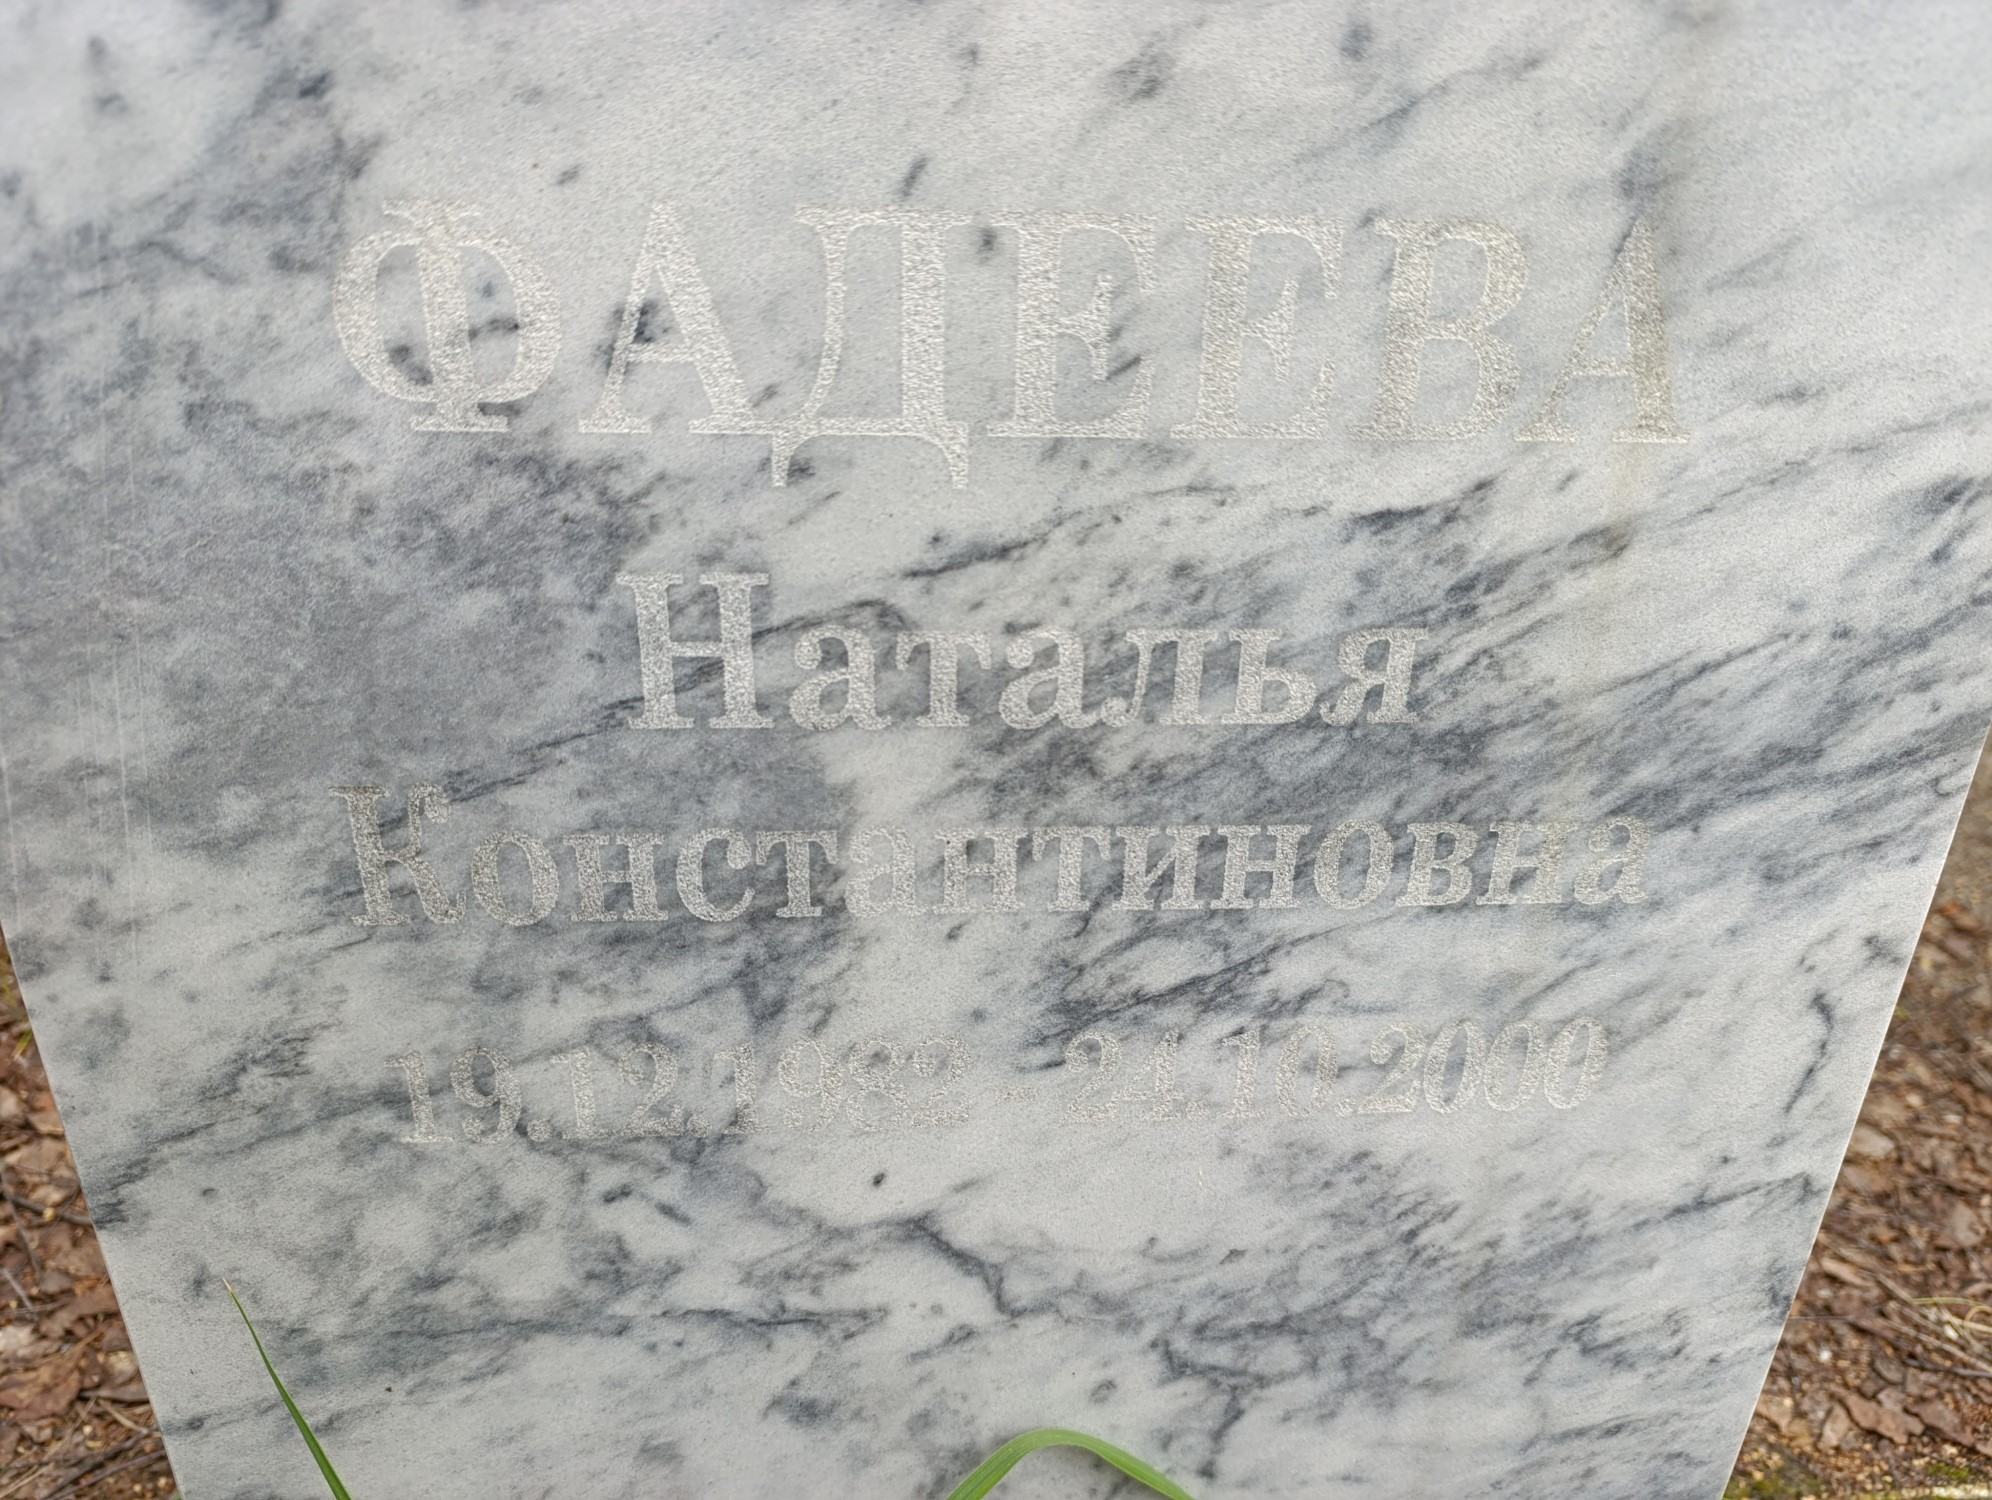 ФАДЕЕВА
Наталья
Константиновна
19.12.1982 - 24.10.2000